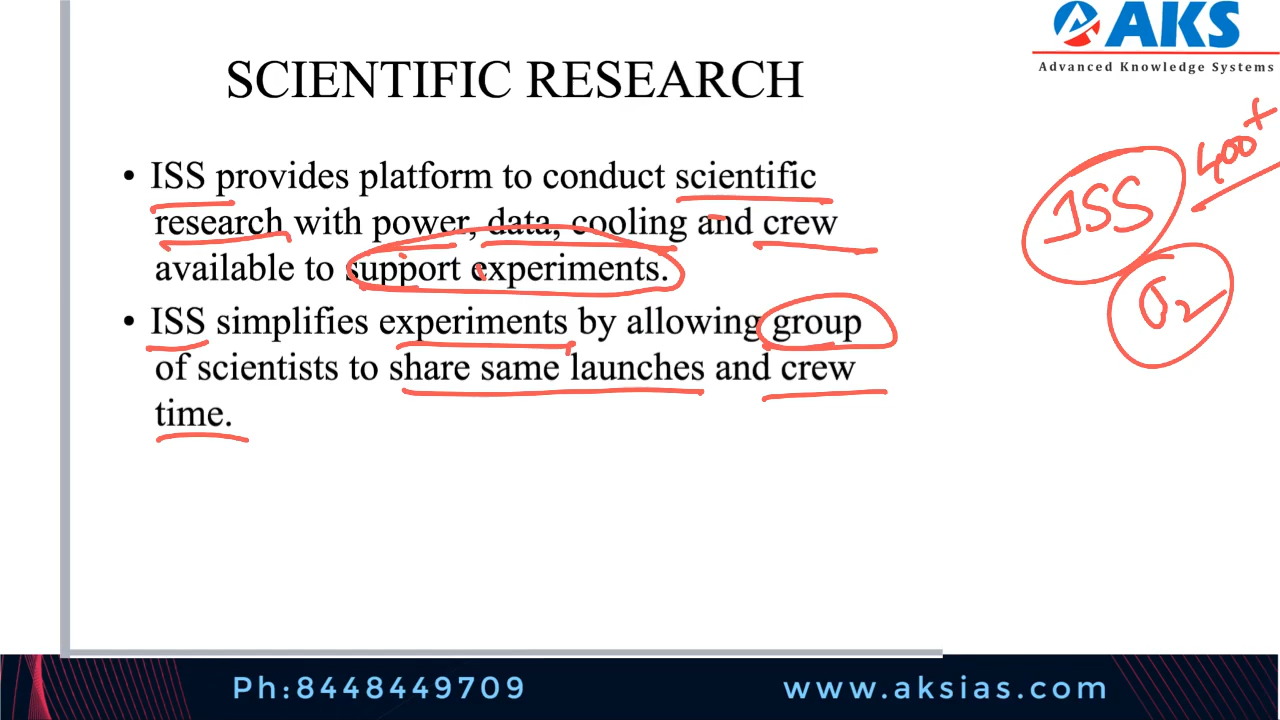 AKS
Advanced Knowledge Systems
SCIENTIFIC RESEARCH
• ISS provides platform to conduct scientific
research with power, data, cooling and crew
available to support experiments.
• ISS simplifies experiments by allowing group
of scientists to share same launches and crew
time.
400+
ISS
O2
Ph:8448449709
www.aksias.com